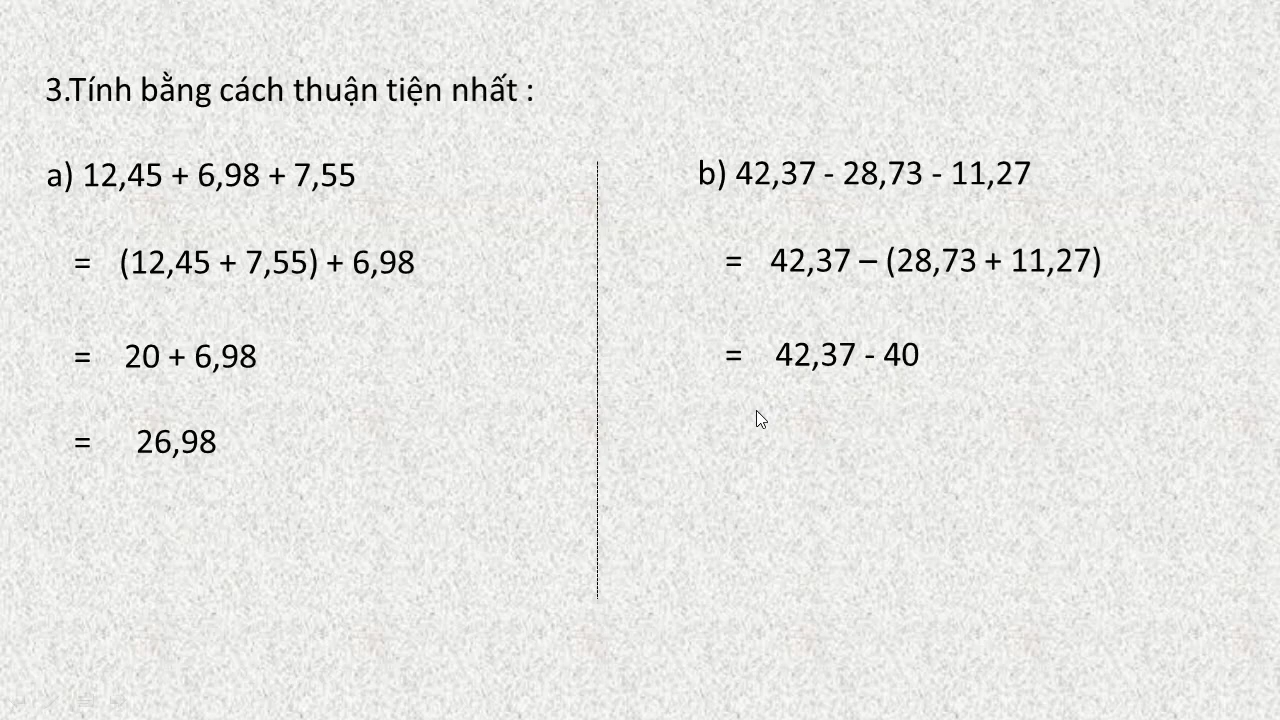 3.Tính bằng cách thuận tiện nhất :
a) 12,45 + 6,98 + 7,55
= (12,45 + 7,55) + 6,98
= 20 + 6,98
= 26,98
b) 42,37 - 28,73 - 11,27
= 42,37 – (28,73 + 11,27)
= 42,37 - 40